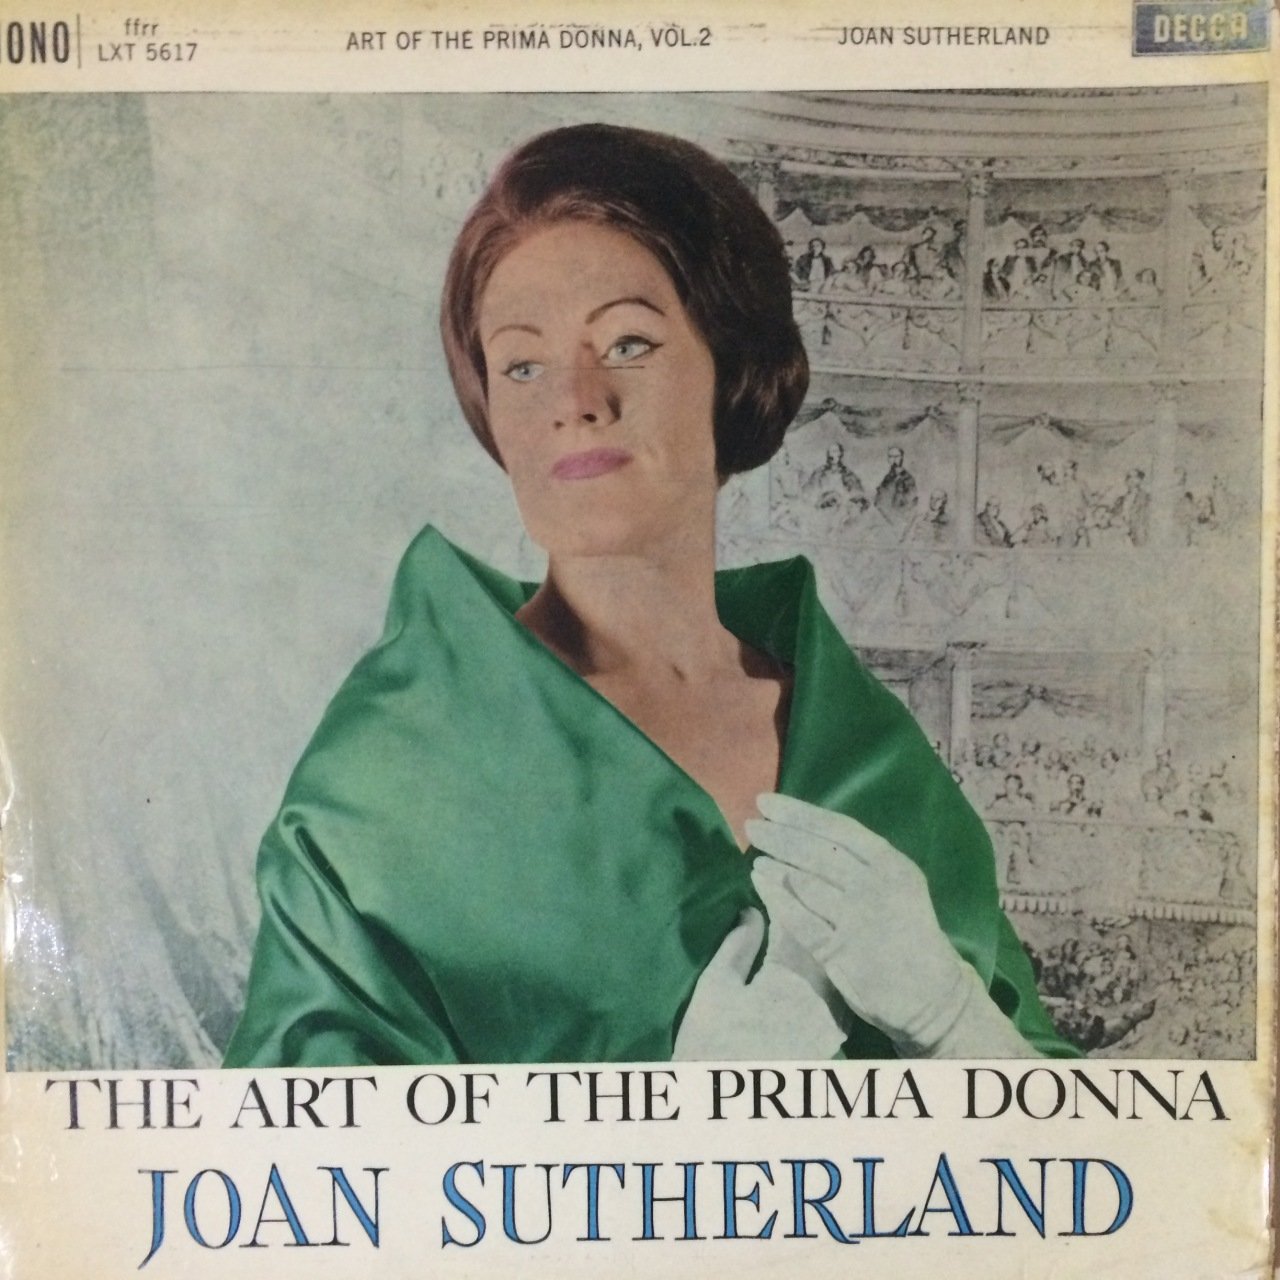 ffrr
LXT 5617
ART OF THE PRIMA DONNA, VOL.2
JOAN SUTHERLAND
DECCA
THE ART OF THE PRIMA DONNA
JOAN SUTHERLAND